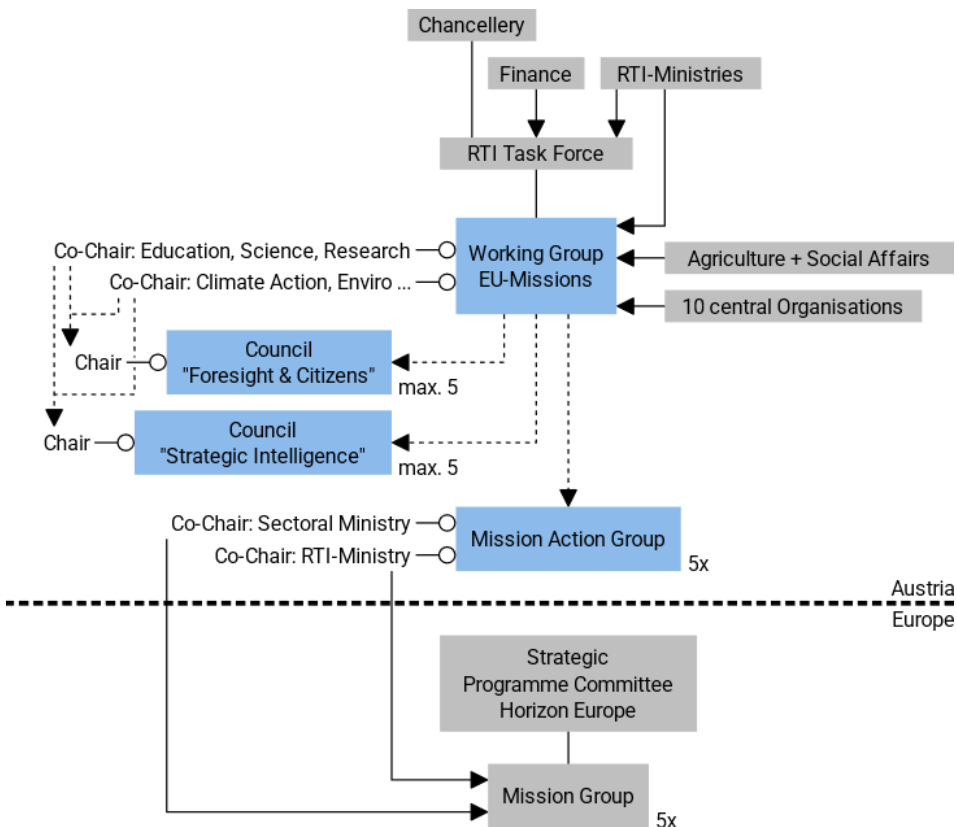 Chancellery
Finance
RTI-Ministries
RTI Task Force
Co-Chair: Education, Science, Research
Co-Chair: Climate Action, Enviro ...
Working Group
EU-Missions
Agriculture + Social Affairs
10 central Organisations
Chair
Council
"Foresight & Citizens"
max. 5
Chair
Council
"Strategic Intelligence"
max. 5
Co-Chair: Sectoral Ministry
Co-Chair: RTI-Ministry
Mission Action Group
5x
Austria
Europe
Strategic
Programme Committee
Horizon Europe
Mission Group
5x